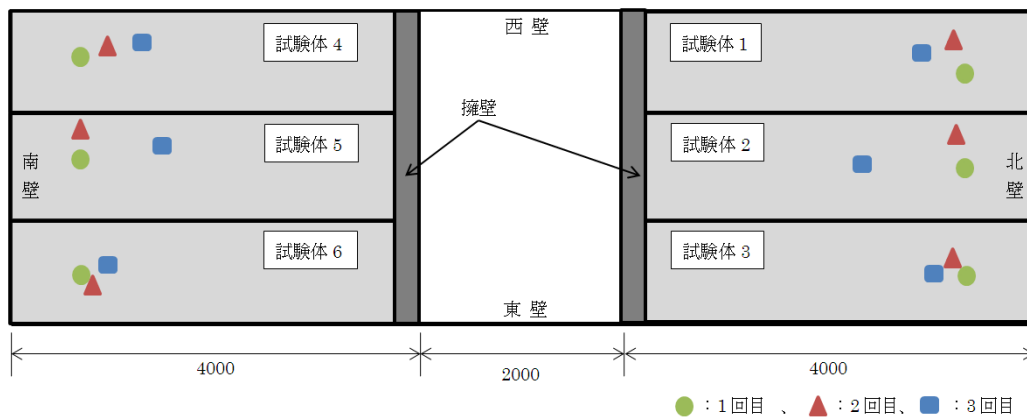 試験体 4
西 壁
試験体 1
擁壁
試験体 5
試験体 2
南壁
北壁
試験体 6
試験体 3
東 壁
4000
2000
4000
：1 回目 、 ：2 回目、 ：3 回目